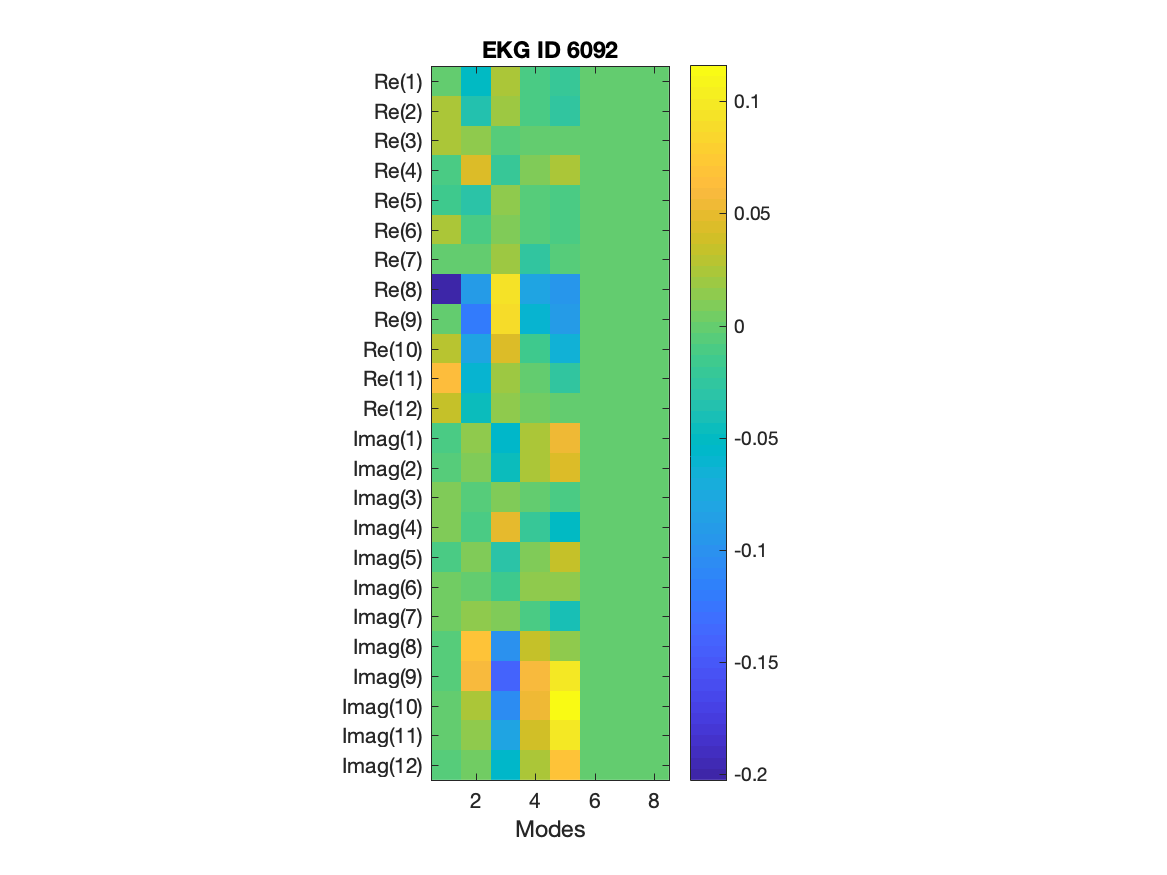 EKG ID 6092
Re(1)
Re(2)
Re(3)
Re(4)
Re(5)
Re(6)
Re(7)
Re(8)
Re(9)
Re(10)
Re(11)
Re(12)
Imag(1)
Imag(2)
Imag(3)
Imag(4)
Imag(5)
Imag(6)
Imag(7)
Imag(8)
Imag(9)
Imag(10)
Imag(11)
Imag(12)
2 4 6 8
Modes
0.1
0.05
0
-0.05
-0.1
-0.15
-0.2